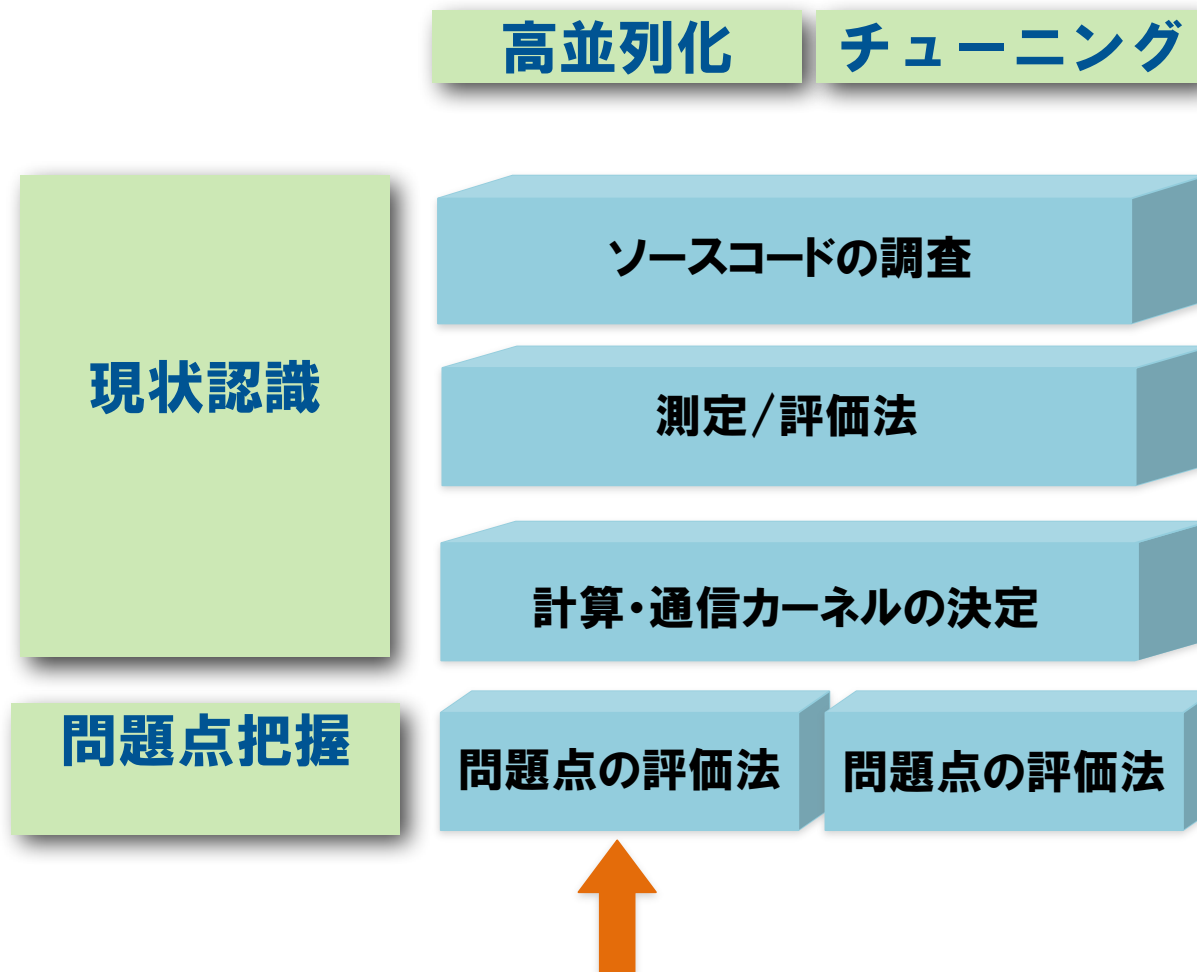 高並列化
チューニング
現状認識
ソースコードの調査
測定/評価法
計算・通信カーネルの決定
問題点把握
問題点の評価法
問題点の評価法